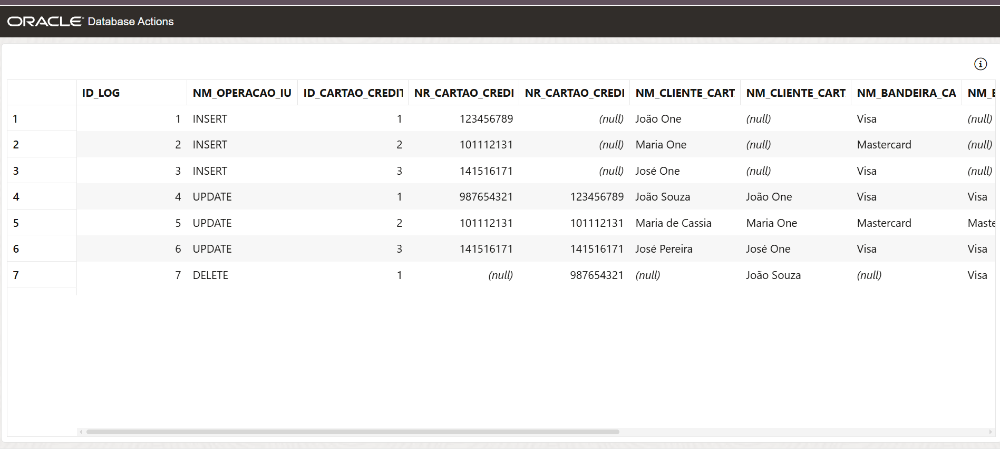 ORACLE® Database Actions
ID_LOG NM_OPERACAO_IU ID_CARTAO_CREDIT NR_CARTAO_CREDI NR_CARTAO_CREDI NM_CLIENTE_CART NM_CLIENTE_CART NM_BANDEIRA_CA NM_E
1 1 INSERT 1 123456789 (null) João One (null) Visa (null)
2 2 INSERT 2 101112131 (null) Maria One (null) Mastercard (null)
3 3 INSERT 3 141516171 (null) José One (null) Visa (null)
4 4 UPDATE 1 987654321 123456789 João Souza João One Visa Visa
5 5 UPDATE 2 101112131 101112131 Maria de Cassia Maria One Mastercard Maste
6 6 UPDATE 3 141516171 141516171 José Pereira José One Visa Visa
7 7 DELETE 1 (null) 987654321 (null) João Souza (null) Visa